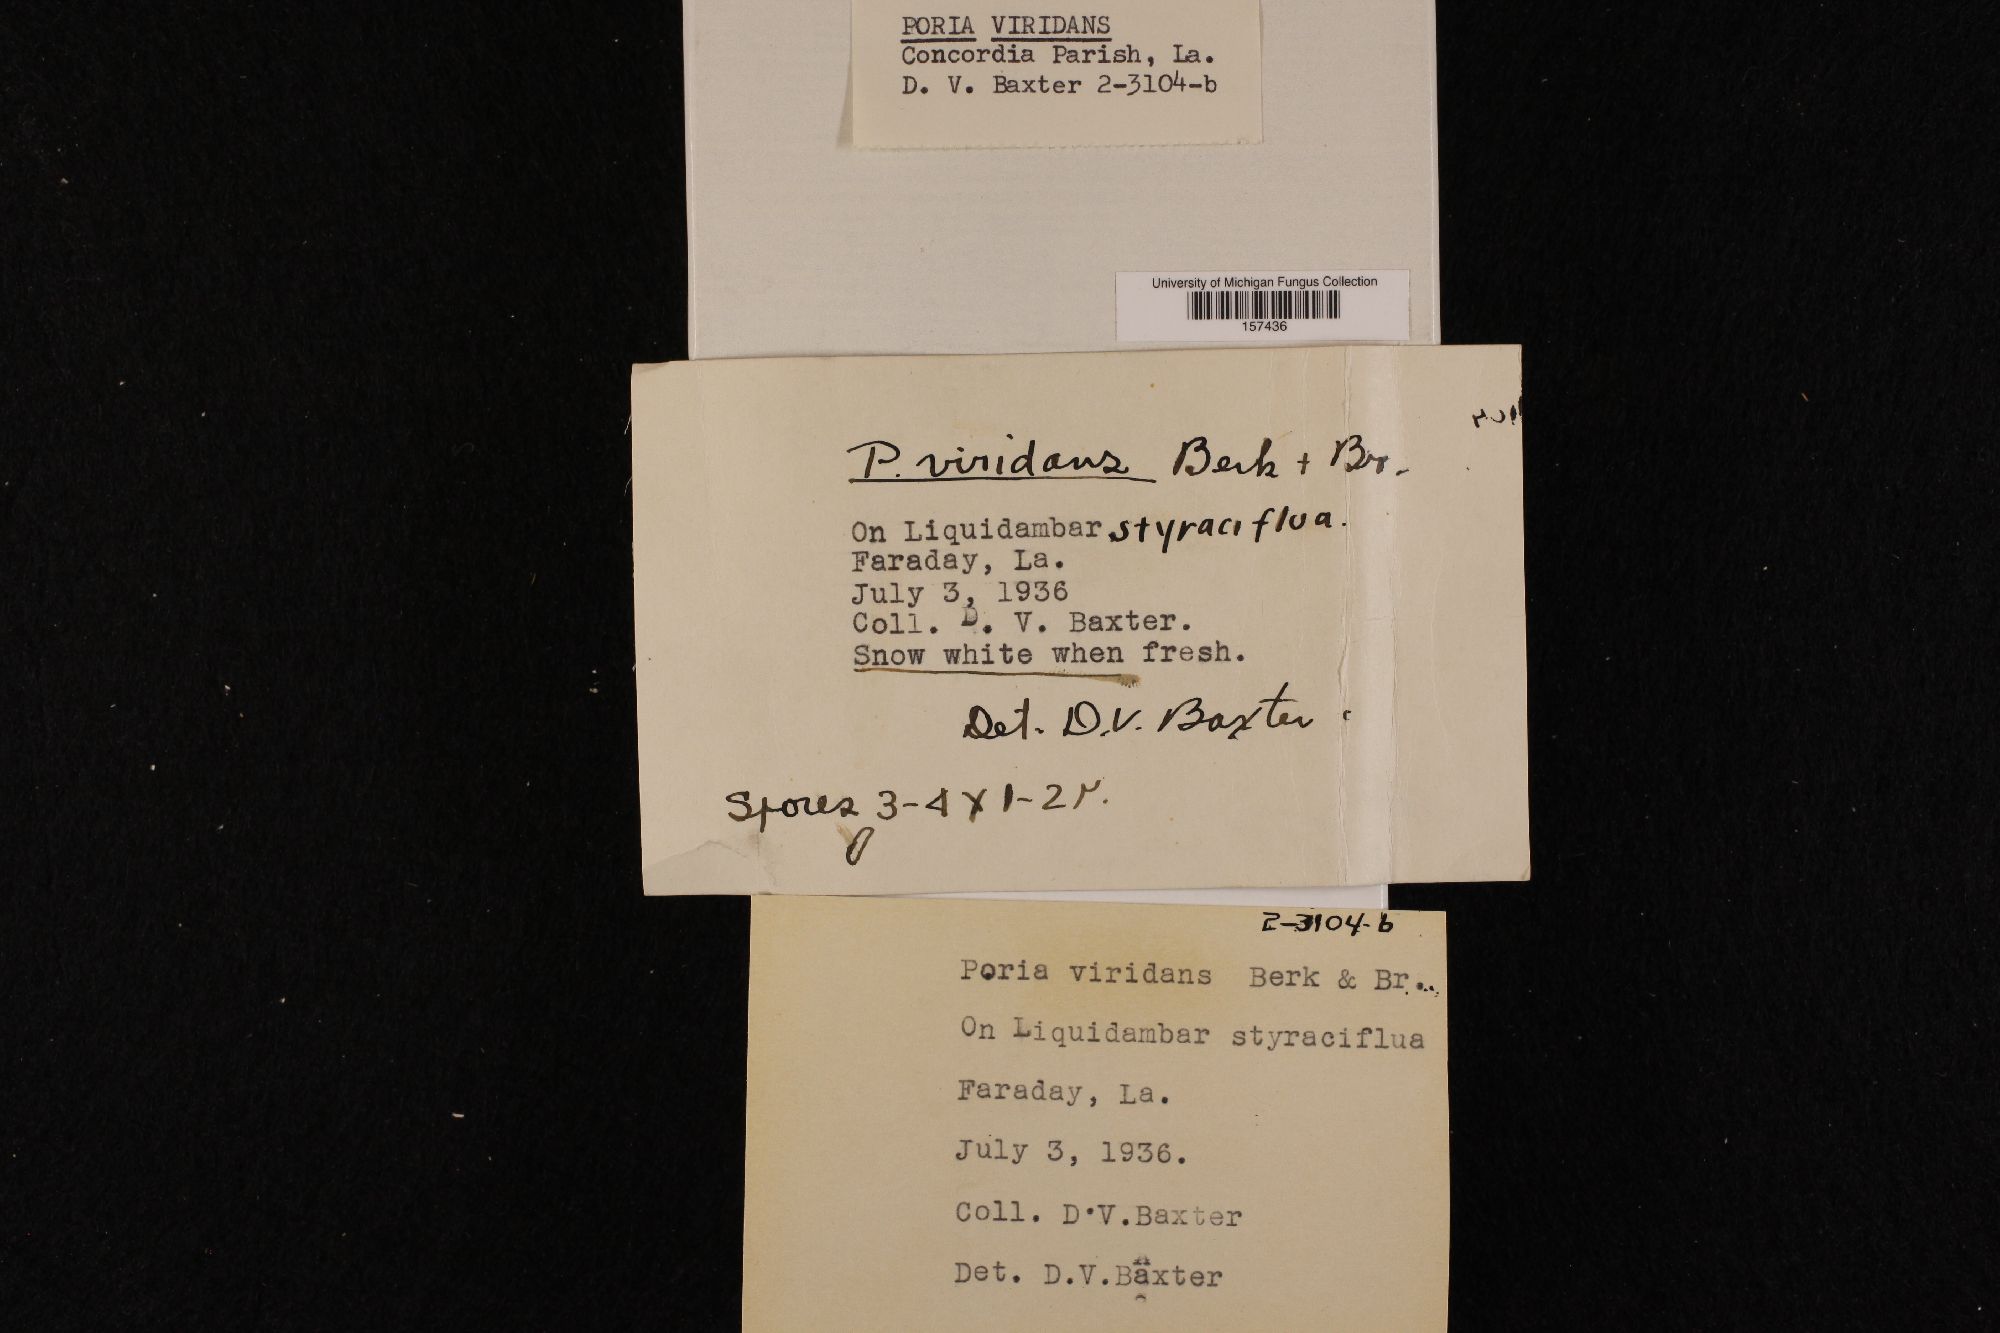 PORIA VIRIDANS
Concordia Parish, La.
D. V. Baxter 2-3104-b
University of Michigan Fungus Collection
157436
P. viridans Berk + Br.
On Liquidambar styraciflua.
Faraday, La.
July 3, 1936
Coll. D. V. Baxter.
Snow white when fresh.
Det. D.V. Baxter.
Spores 3-4 X 1-2 μ.
2-3104-b
Poria viridans Berk & Br..
On Liquidambar styraciflua
Faraday, La.
July 3, 1936.
Coll. D.V.Baxter
Det. D.V.Baxter